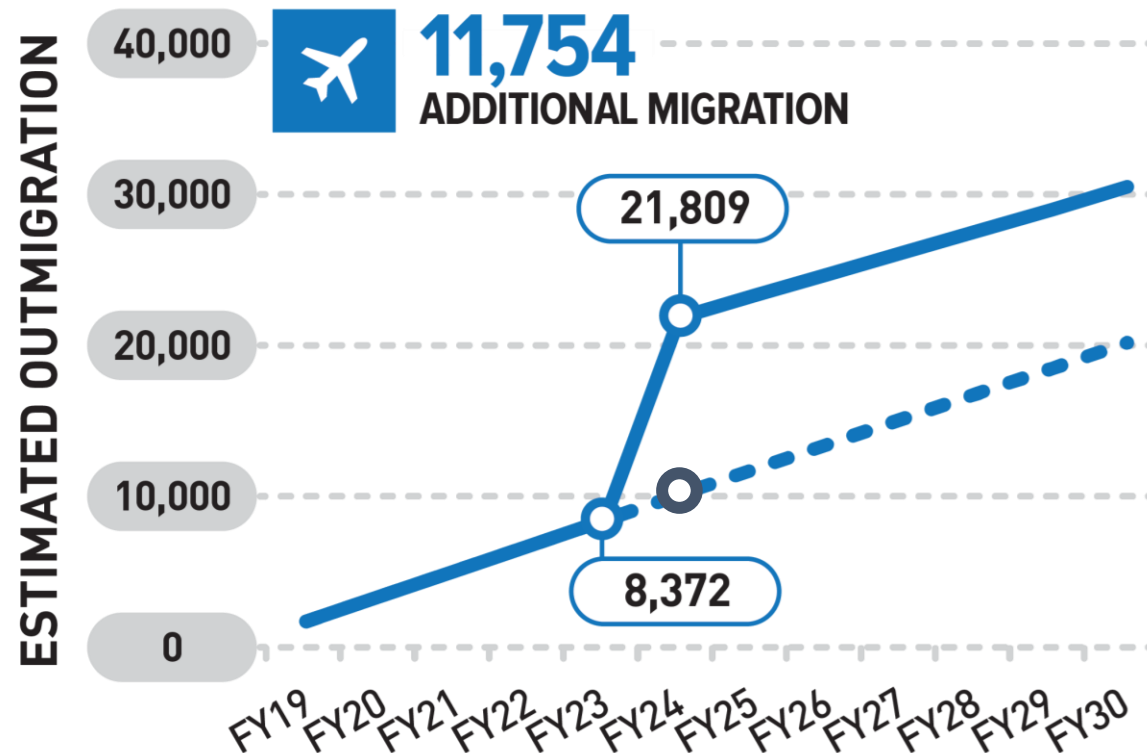 ESTIMATED OUTMIGRATION
11,754
ADDITIONAL MIGRATION
40,000
30,000
20,000
10,000
0
21,809
8,372
FY19
FY20
FY21
FY22
FY23
FY24
FY25
FY26
FY27
FY28
FY29
FY30